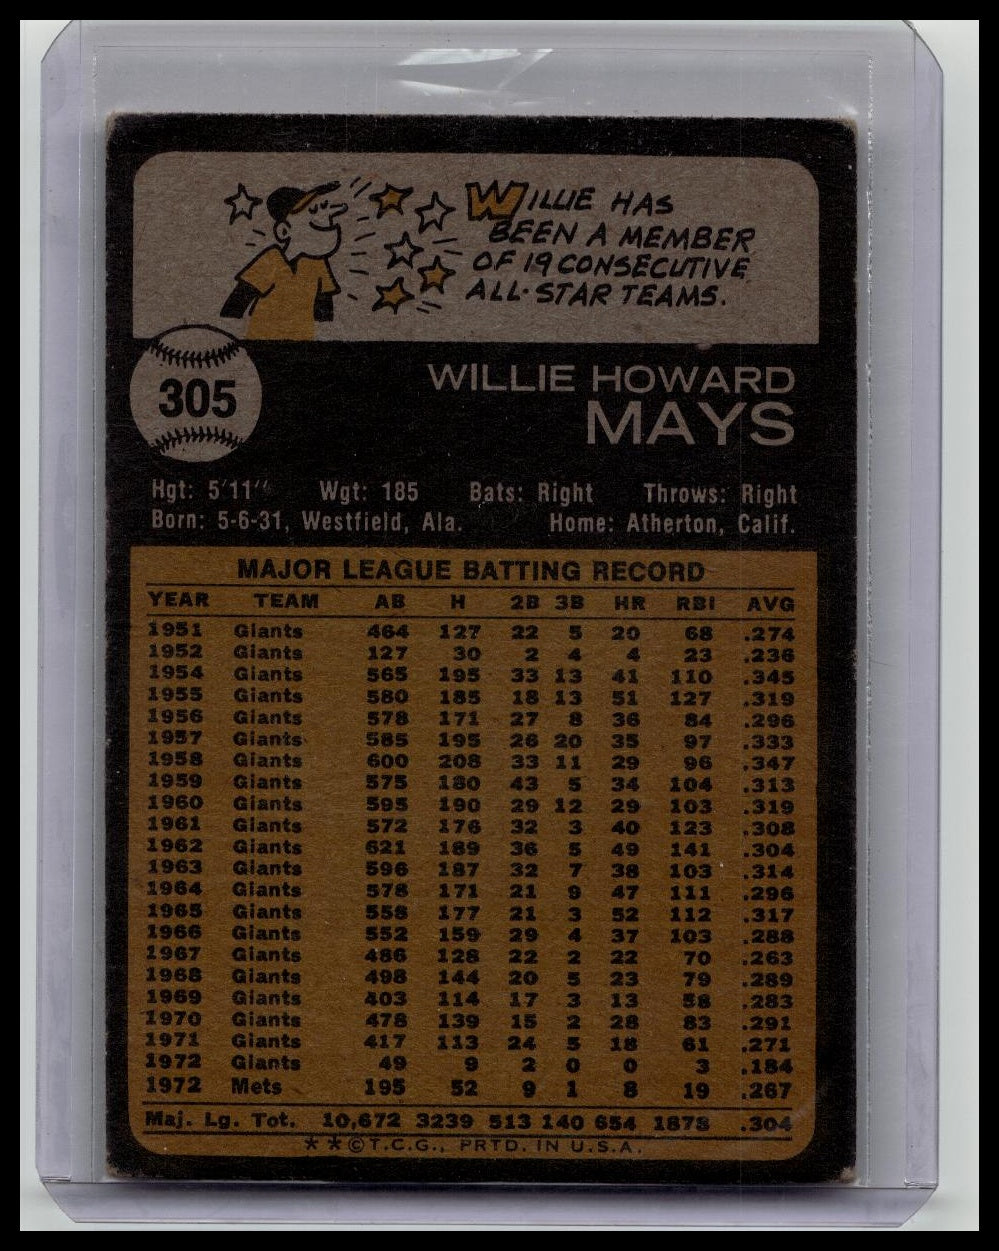 WILLIE HAS
BEEN A MEMBER
OF 19 CONSECUTIVE
ALL-STAR TEAMS.
305
WILLIE HOWARD
MAYS
Hgt: 5'11" Wgt: 185 Bats: Right Throws: Right
Born: 5-6-31, Westfield, Ala. Home: Atherton, Calif.
MAJOR LEAGUE BATTING RECORD
YEAR TEAM AB H 2B 3B HR RBI AVG
1951 Giants 464 127 22 5 20 68 .274
1952 Giants 127 30 2 4 4 23 .236
1954 Giants 565 195 33 13 41 110 .345
1955 Giants 580 185 18 13 51 127 .319
1956 Giants 578 171 27 8 36 84 .296
1957 Giants 585 195 26 20 35 97 .333
1958 Giants 600 208 33 11 29 96 .347
1959 Giants 575 180 43 5 34 104 .313
1960 Giants 595 190 29 12 29 103 .319
1961 Giants 572 176 32 3 40 123 .308
1962 Giants 621 189 36 5 49 141 .304
1963 Giants 596 187 32 7 38 103 .314
1964 Giants 578 171 21 9 47 111 .296
1965 Giants 558 177 21 3 52 112 .317
1966 Giants 552 159 29 4 37 103 .288
1967 Giants 486 128 22 2 22 70 .263
1968 Giants 498 144 20 5 23 79 .289
1969 Giants 403 114 17 3 13 58 .283
1970 Giants 478 139 15 2 28 83 .291
1971 Giants 417 113 24 5 18 61 .271
1972 Giants 49 9 2 0 0 3 .184
1972 Mets 195 52 9 1 8 19 .267
Maj. Lg. Tot. 10,672 3239 513 140 654 1878 .304
* * © T.C.G., PRTD. IN U.S.A.